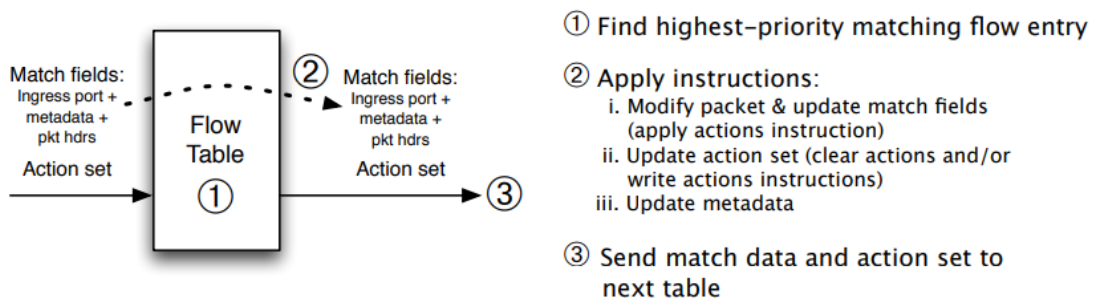 Match fields:
Ingress port +
metadata +
pkt hdrs
Action set
Flow
Table
①
②
Match fields:
Ingress port +
metadata +
pkt hdrs
Action set
③
① Find highest-priority matching flow entry
② Apply instructions:
i. Modify packet & update match fields
(apply actions instruction)
ii. Update action set (clear actions and/or
write actions instructions)
iii. Update metadata
③ Send match data and action set to
next table